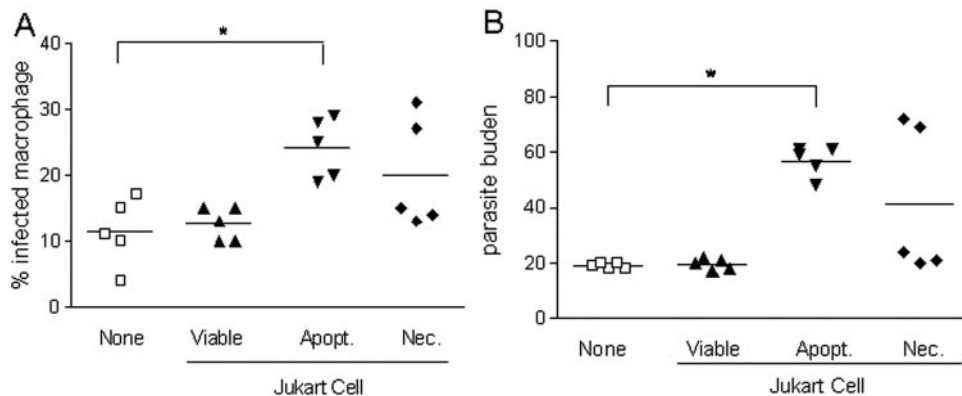 A
% infected macrophage
40
30
20
10
0
*
None Viable Apopt. Nec.
Jukart Cell
B
parasite buden
100
80
60
40
20
0
*
None Viable Apopt. Nec.
Jukart Cell